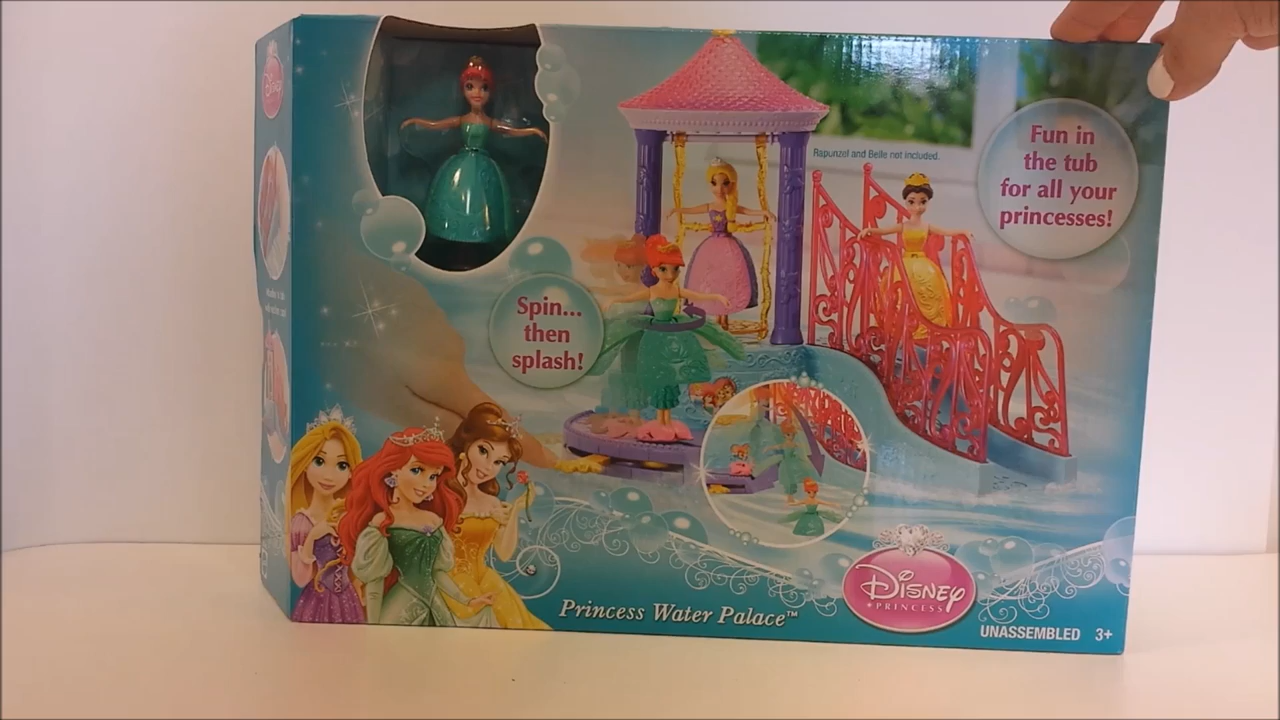 Rapunzel and Belle not included.
Fun in
the tub
for all your
princesses!
Spin...
then
splash!
Princess Water Palace™
Disney
PRINCESS
UNASSEMBLED 3+